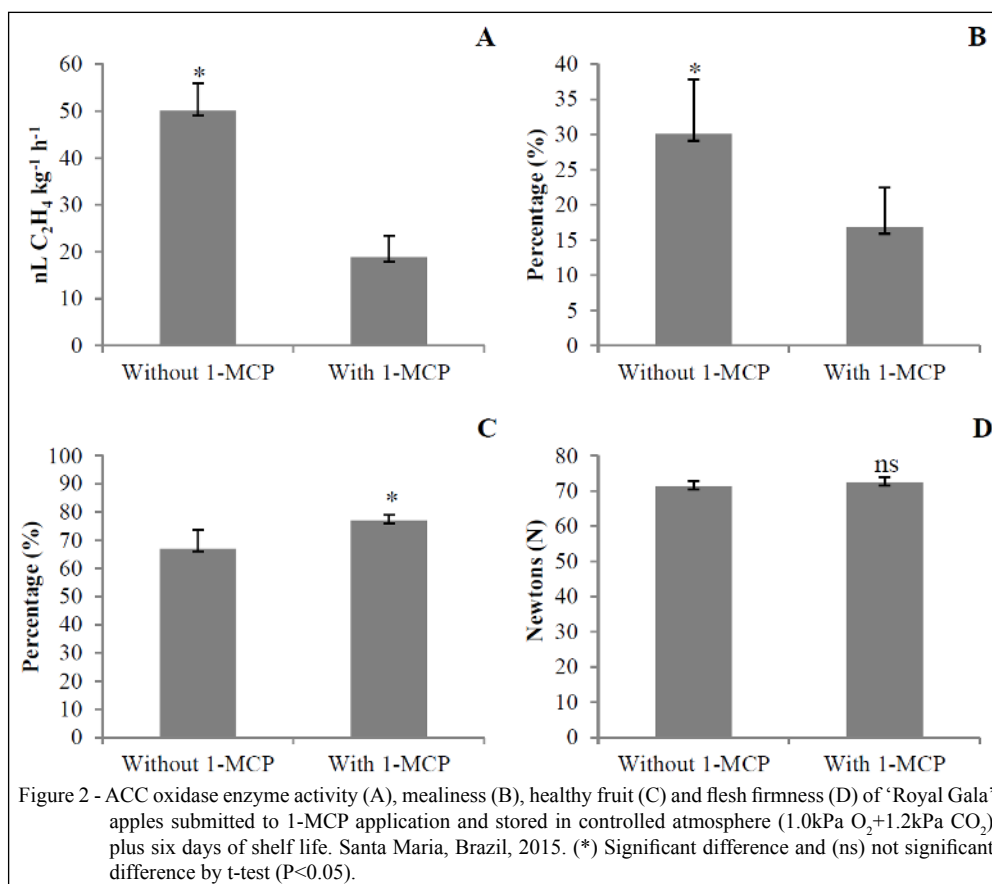 A
60
50
40
30
20
10
0
nL C₂H₄ kg⁻¹ h⁻¹
*
Without 1-MCP
With 1-MCP
B
40
35
30
25
20
15
10
5
0
Percentage (%)
*
Without 1-MCP
With 1-MCP
C
100
90
80
70
60
50
40
30
20
10
0
Percentage (%)
*
Without 1-MCP
With 1-MCP
D
80
70
60
50
40
30
20
10
0
Newtons (N)
ns
Without 1-MCP
With 1-MCP
Figure 2 - ACC oxidase enzyme activity (A), mealiness (B), healthy fruit (C) and flesh firmness (D) of ‘Royal Gala’
apples submitted to 1-MCP application and stored in controlled atmosphere (1.0kPa O₂+1.2kPa CO₂)
plus six days of shelf life. Santa Maria, Brazil, 2015. (*) Significant difference and (ns) not significant
difference by t-test (P<0.05).